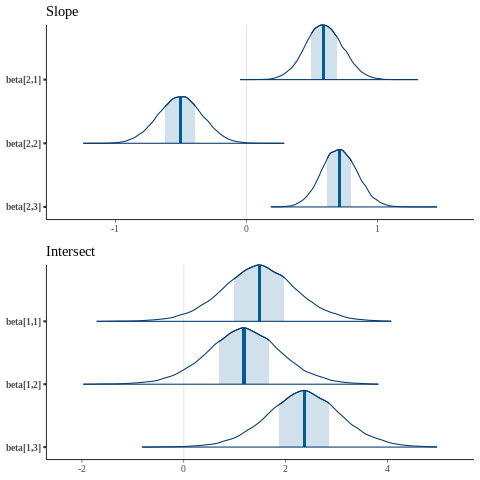 Slope
beta[2,1]
beta[2,2]
beta[2,3]
-1 0 1
Intersect
beta[1,1]
beta[1,2]
beta[1,3]
-2 0 2 4